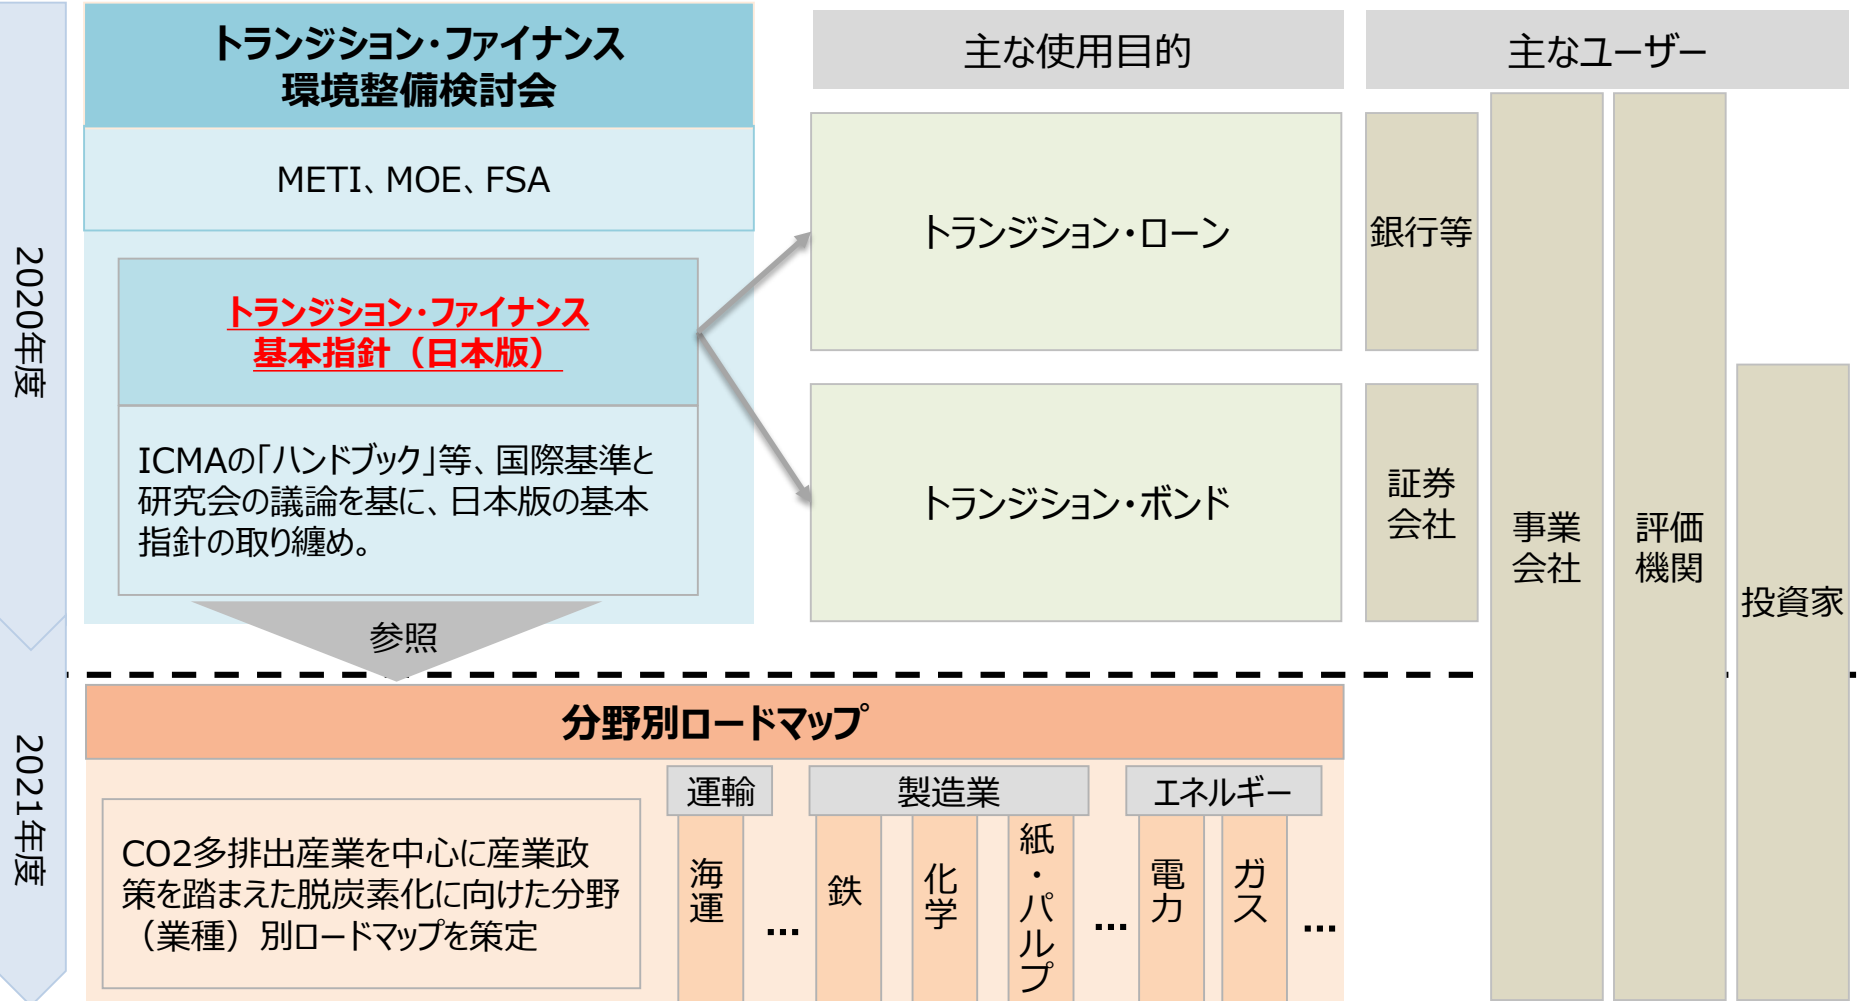 2020年度
トランジション・ファイナンス
環境整備検討会
METI、MOE、FSA
トランジション・ファイナンス
基本指針（日本版）
ICMAの「ハンドブック」等、国際基準と
研究会の議論を基に、日本版の基本
指針の取り纏め。
参照
主な使用目的
トランジション・ローン
トランジション・ボンド
主なユーザー
銀行等
証券
会社
事業
会社
評価
機関
投資家
2021年度
分野別ロードマップ
CO2多排出産業を中心に産業政
策を踏まえた脱炭素化に向けた分野
（業種）別ロードマップを策定
運輸
海運
…
製造業
鉄
化学
紙・パルプ
…
エネルギー
電力
ガス
…